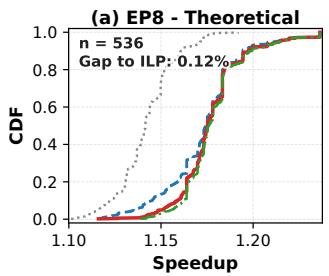 (a) EP8 - Theoretical
n = 536
Gap to ILP: 0.12%
CDF
1.0
0.8
0.6
0.4
0.2
0.0
1.10 1.15 1.20
Speedup